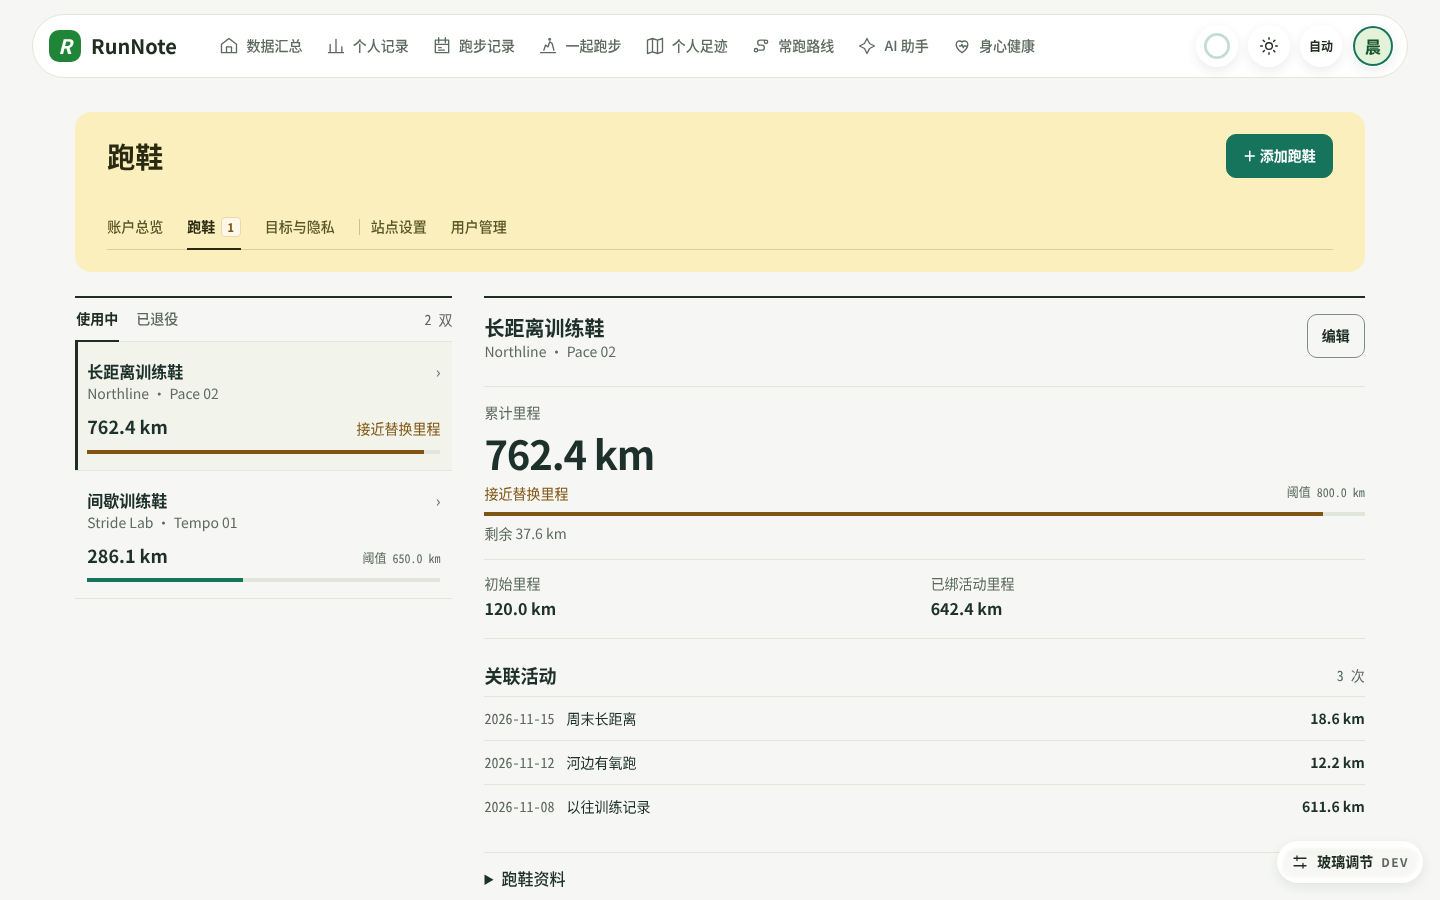 R RunNote 数据汇总 个人记录 跑步记录 一起跑步 个人足迹 常跑路线 AI 助手 身心健康 自动 晨
跑鞋
+ 添加跑鞋
账户总览 跑鞋 1 目标与隐私 站点设置 用户管理
使用中 已退役 2 双
长距离训练鞋 ›
Northline • Pace 02
762.4 km 接近替换里程
间歇训练鞋 ›
Stride Lab • Tempo 01
286.1 km 阈值 650.0 km
长距离训练鞋
Northline • Pace 02
编辑
累计里程
762.4 km
接近替换里程 阈值 800.0 km
剩余 37.6 km
初始里程 已绑活动里程
120.0 km 642.4 km
关联活动 3 次
2026-11-15 周末长距离 18.6 km
2026-11-12 河边有氧跑 12.2 km
2026-11-08 以往训练记录 611.6 km
玻璃调节 DEV
▶ 跑鞋资料